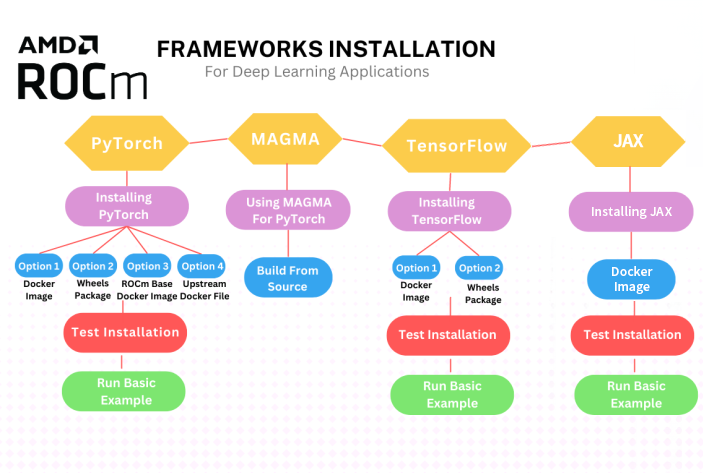 AMD
ROCm
FRAMEWORKS INSTALLATION
For Deep Learning Applications
PyTorch
MAGMA
TensorFlow
JAX
Installing
PyTorch
Using MAGMA
For PyTorch
Installing
TensorFlow
Installing JAX
Option 1
Docker
Image
Option 2
Wheels
Package
Option 3
ROCm Base
Docker Image
Option 4
Upstream
Docker File
Build From
Source
Option 1
Docker
Image
Option 2
Wheels
Package
Docker
Image
Test Installation
Test Installation
Test Installation
Run Basic
Example
Run Basic
Example
Run Basic
Example